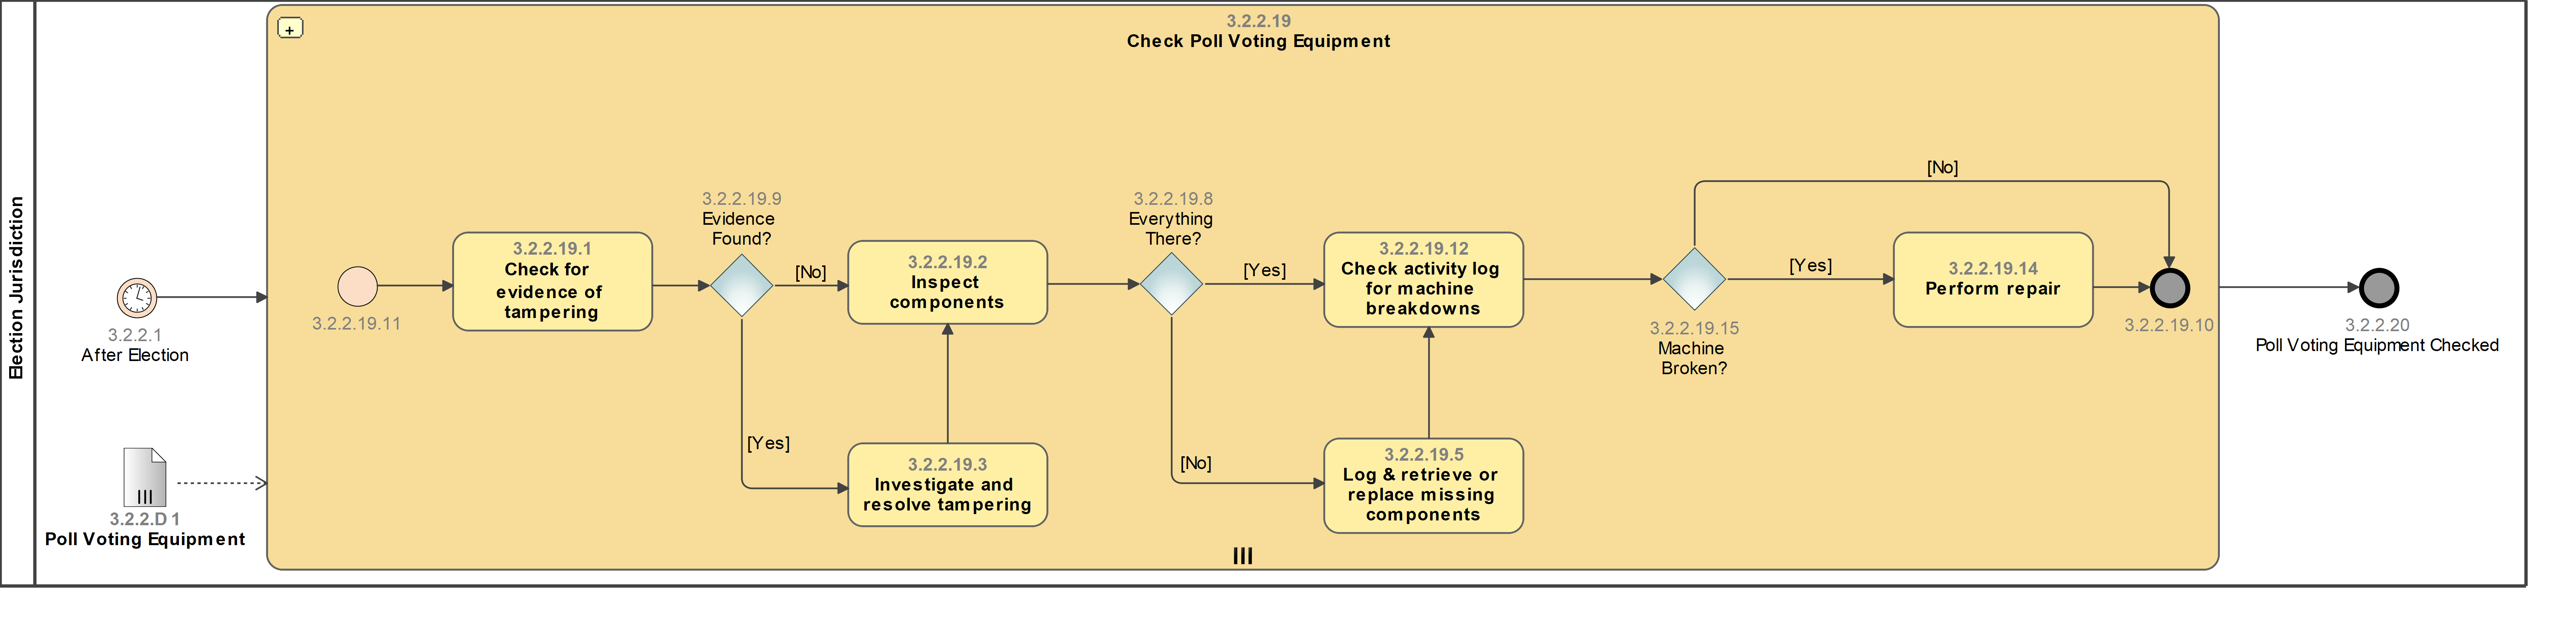 Election Jurisdiction
3.2.2.1
After Election
3.2.2.D 1
Poll Voting Equipment
3.2.2.19
Check Poll Voting Equipment
3.2.2.19.11
3.2.2.19.1
Check for
evidence of
tampering
3.2.2.19.9
Evidence
Found?
[No]
[Yes]
3.2.2.19.2
Inspect
components
3.2.2.19.3
Investigate and
resolve tampering
3.2.2.19.8
Everything
There?
[Yes]
[No]
3.2.2.19.12
Check activity log
for machine
breakdowns
3.2.2.19.5
Log & retrieve or
replace missing
components
3.2.2.19.15
Machine
Broken?
[No]
[Yes]
3.2.2.19.14
Perform repair
3.2.2.19.10
3.2.2.20
Poll Voting Equipment Checked